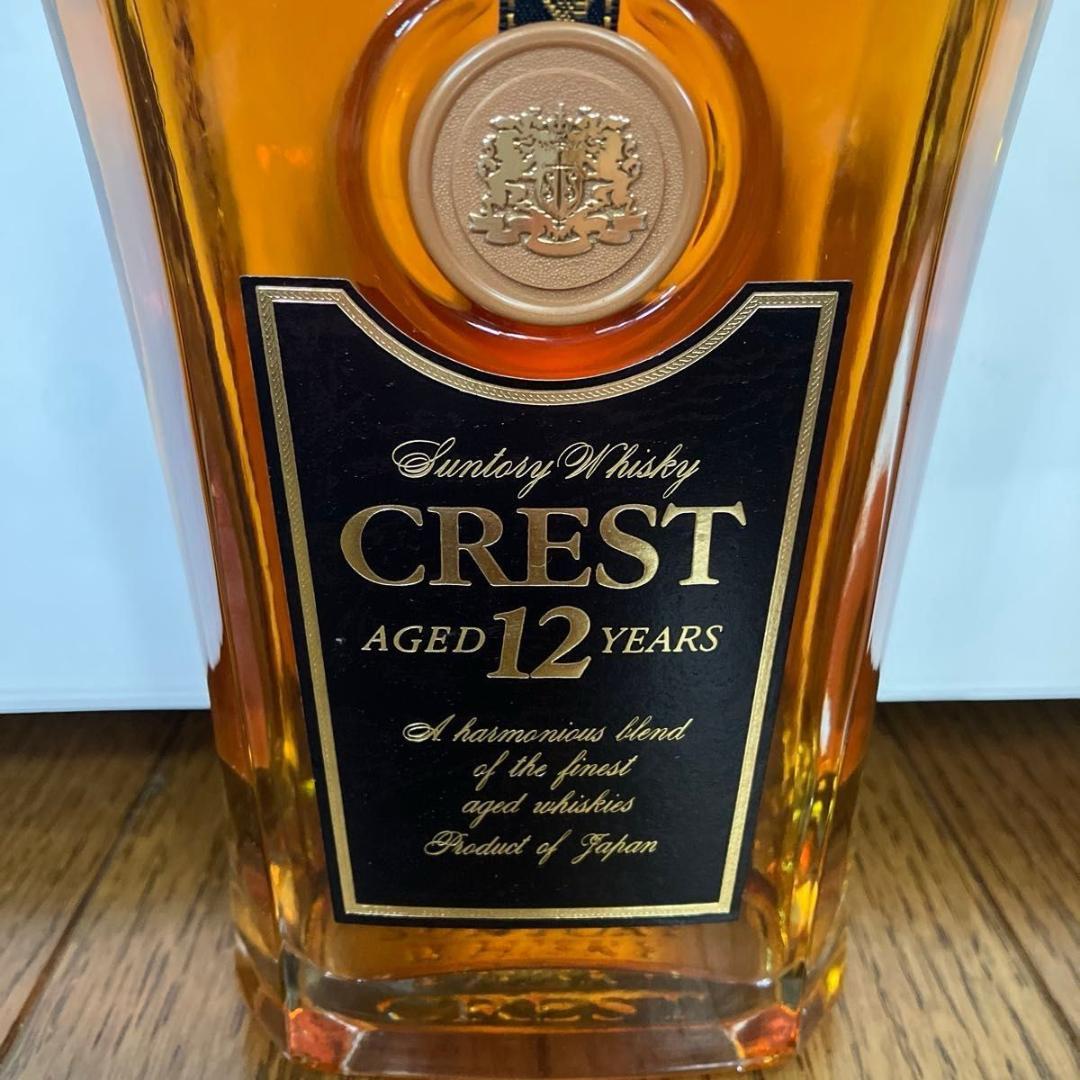 Suntory Whisky
CREST
AGED 12 YEARS
A harmonious blend
of the finest
aged whiskies
Product of Japan